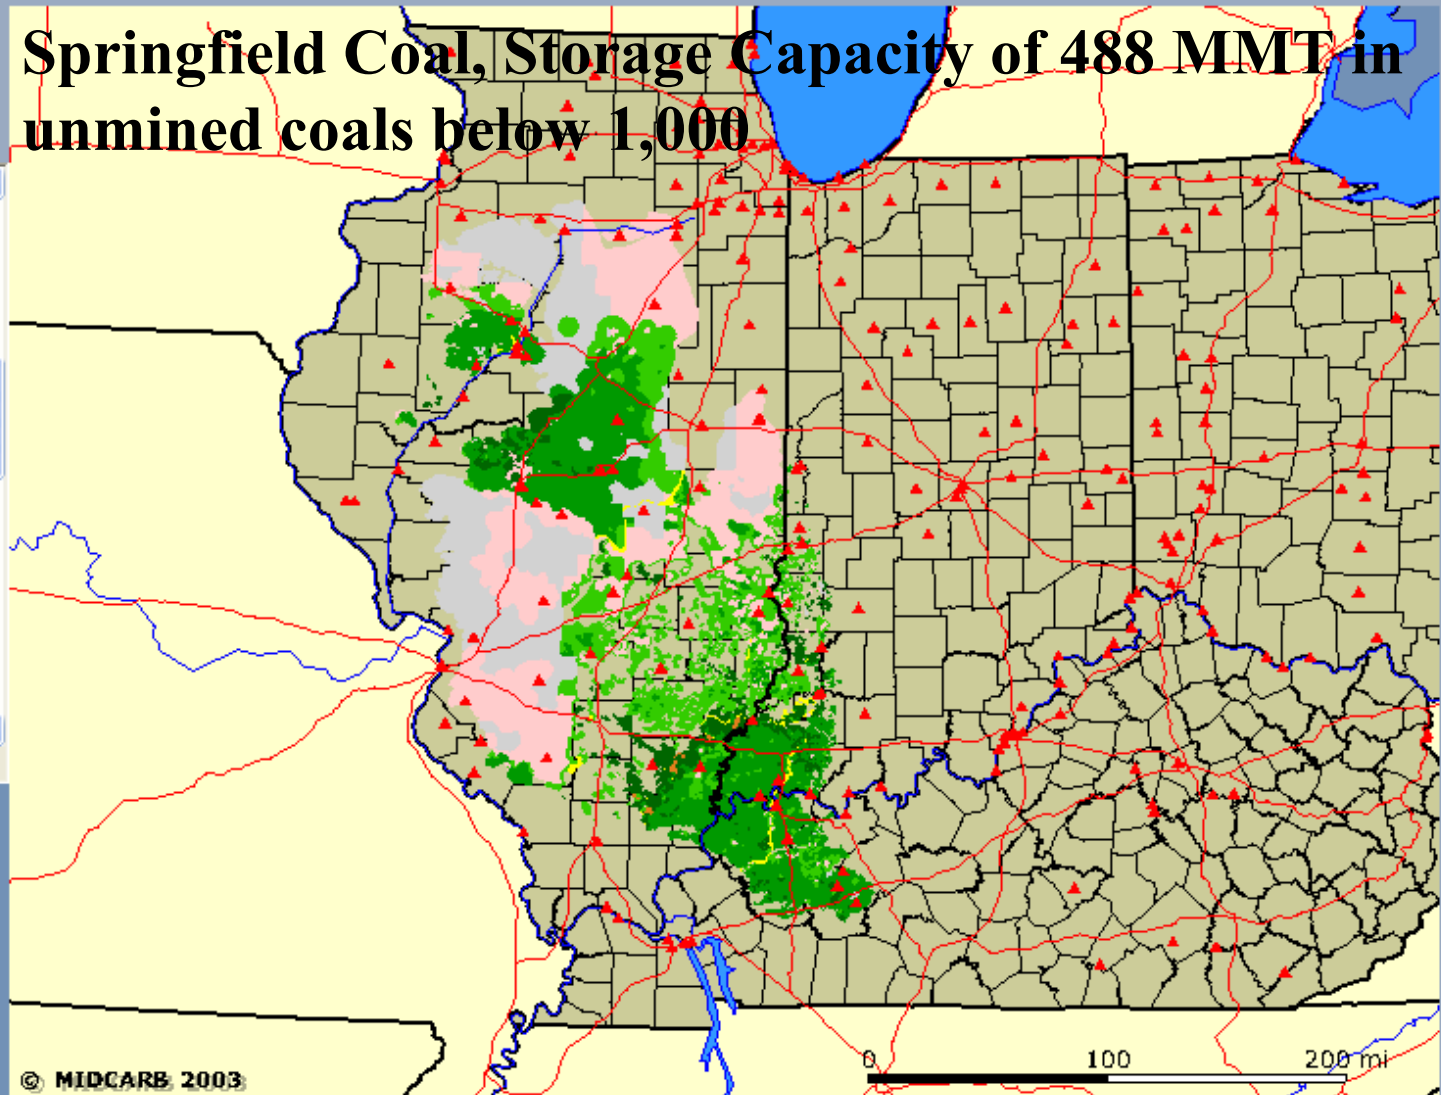 Springfield Coal, Storage Capacity of 488 MMT in
unmined coals below 1,000
0 100 200 mi
© MIDCARB 2003